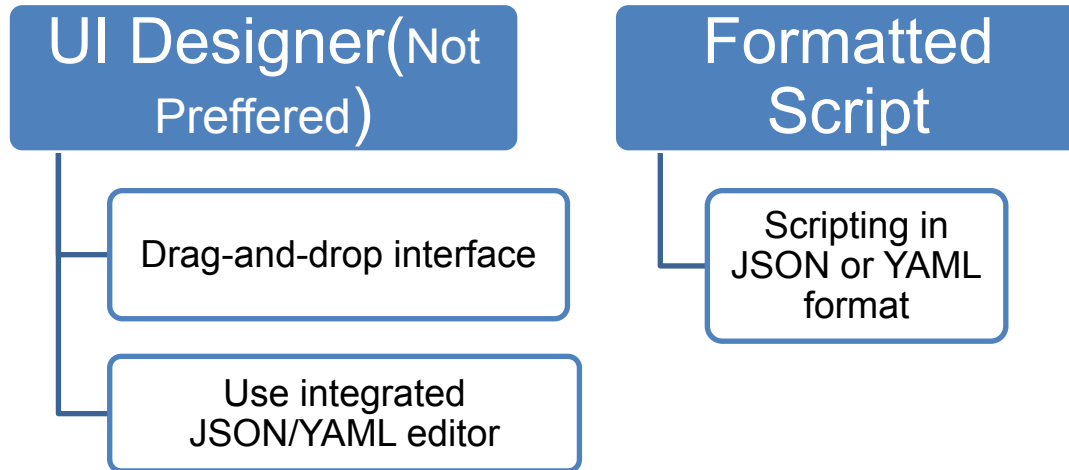 UI Designer(Not
Preffered)
Drag-and-drop interface
Use integrated
JSON/YAML editor
Formatted
Script
Scripting in
JSON or YAML
format